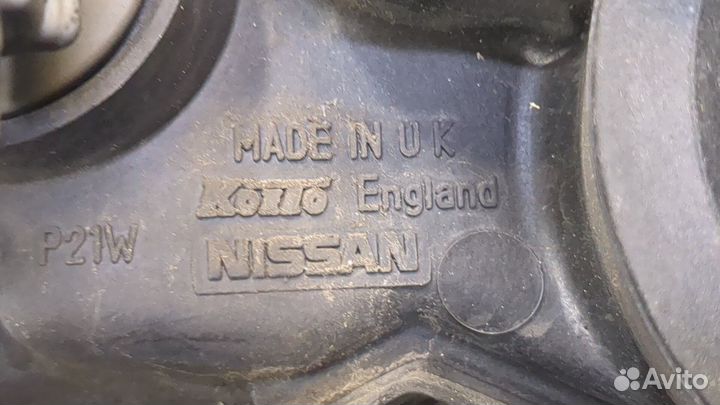 MADE IN U K
KOITO England
P21W
NISSAN
Avito